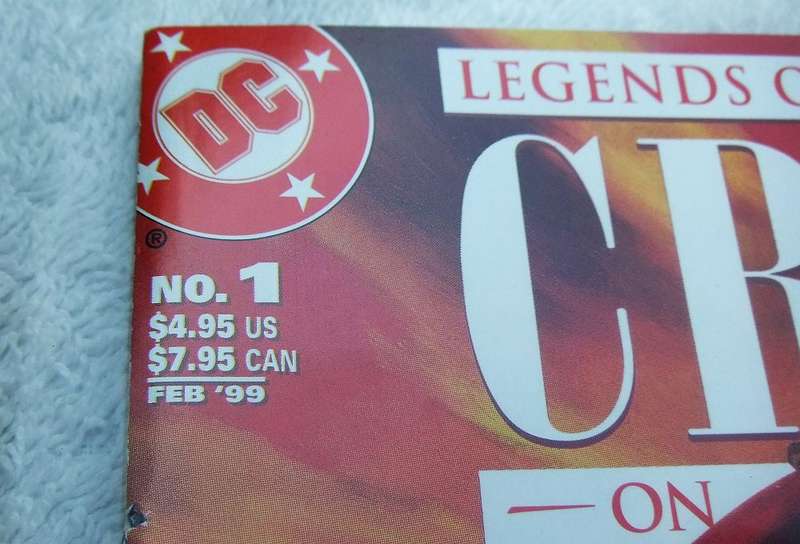 DC
®
NO. 1
$4.95 US
$7.95 CAN
FEB '99
LEGENDS
CR
— ON